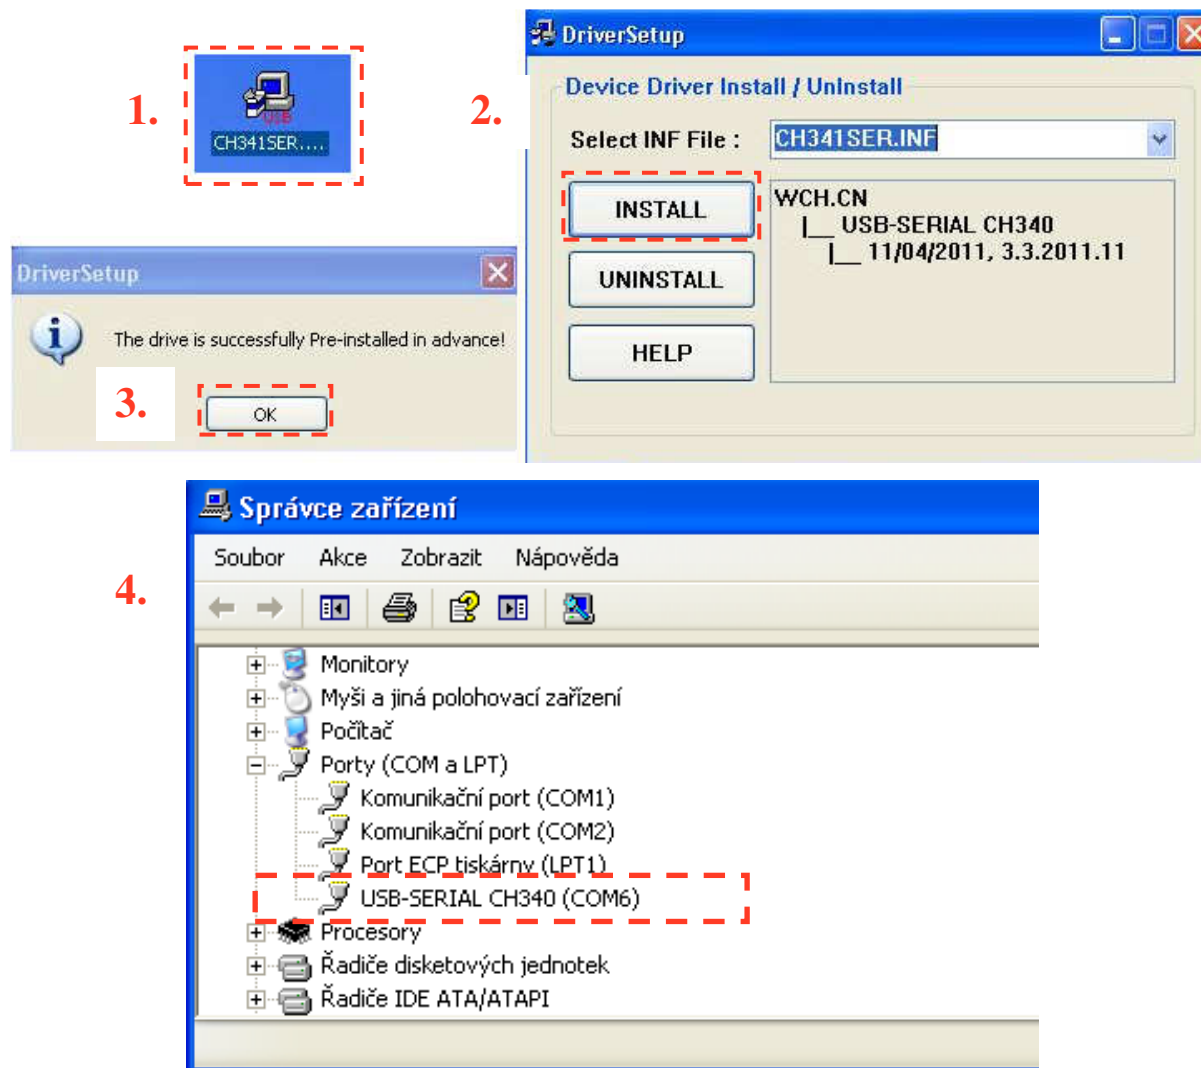 1.
USB
CH341SER....
2.
DriverSetup
Device Driver Install / UnInstall
Select INF File :
CH341SER.INF
INSTALL
UNINSTALL
HELP
WCH.CN
|__ USB-SERIAL CH340
|__ 11/04/2011, 3.3.2011.11
DriverSetup
The drive is successfully Pre-installed in advance!
3.
OK
4.
Správce zařízení
Soubor Akce Zobrazit Nápověda
Monitory
Myši a jiná polohovací zařízení
Počítač
Porty (COM a LPT)
Komunikační port (COM1)
Komunikační port (COM2)
Port ECP tiskárny (LPT1)
USB-SERIAL CH340 (COM6)
Procesory
Řadiče disketových jednotek
Řadiče IDE ATA/ATAPI